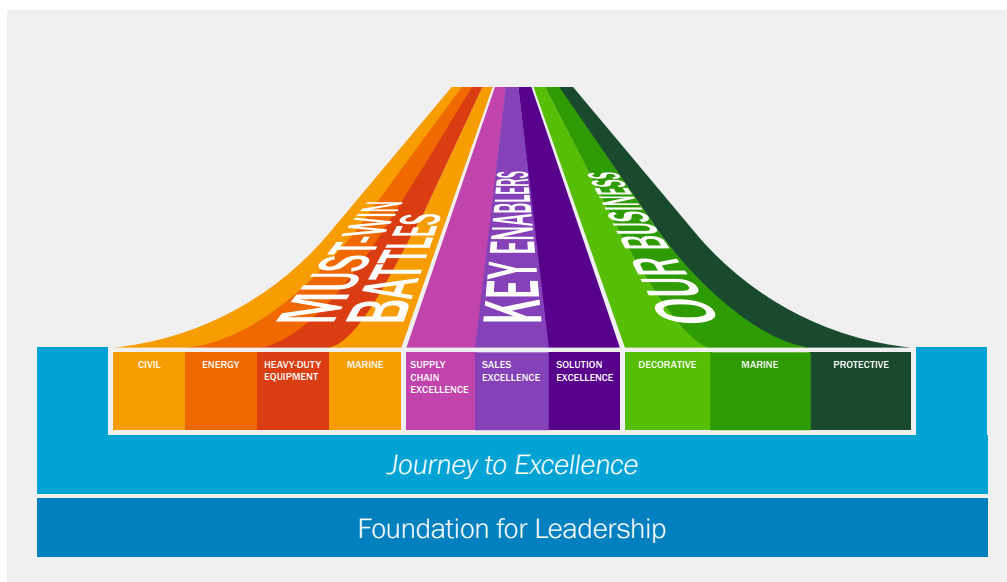 MUST-WIN
BATTLES
KEY ENABLERS
OUR BUSINESS
CIVIL
ENERGY
HEAVY-DUTY
EQUIPMENT
MARINE
SUPPLY
CHAIN
EXCELLENCE
SALES
EXCELLENCE
SOLUTION
EXCELLENCE
DECORATIVE
MARINE
PROTECTIVE
Journey to Excellence
Foundation for Leadership